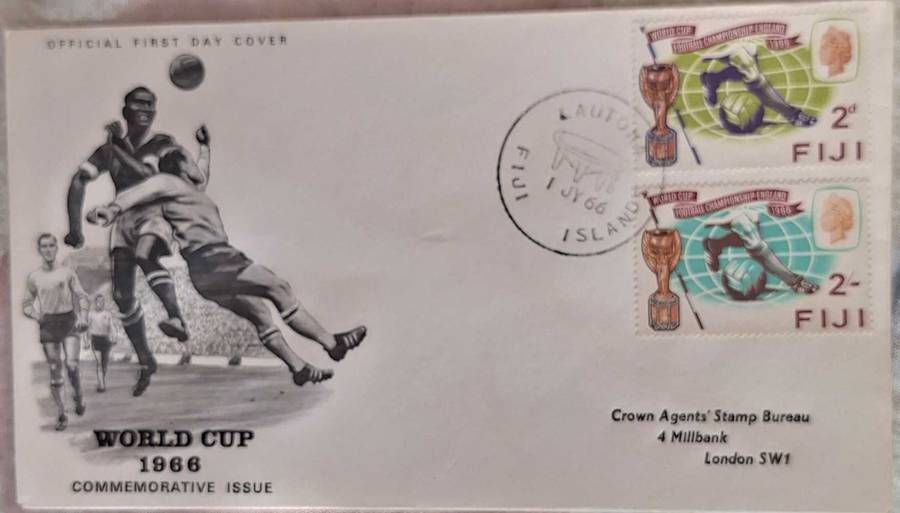 OFFICIAL FIRST DAY COVER
WORLD CUP
FOOTBALL CHAMPIONSHIP ENGLAND
1966
2d
FIJI
LAUTOKA
FIJI
1 JY 66
ISLANDS
WORLD CUP
FOOTBALL CHAMPIONSHIP ENGLAND
1966
2/-
FIJI
Crown Agents' Stamp Bureau
4 Millbank
London SW1
WORLD CUP
1966
COMMEMORATIVE ISSUE